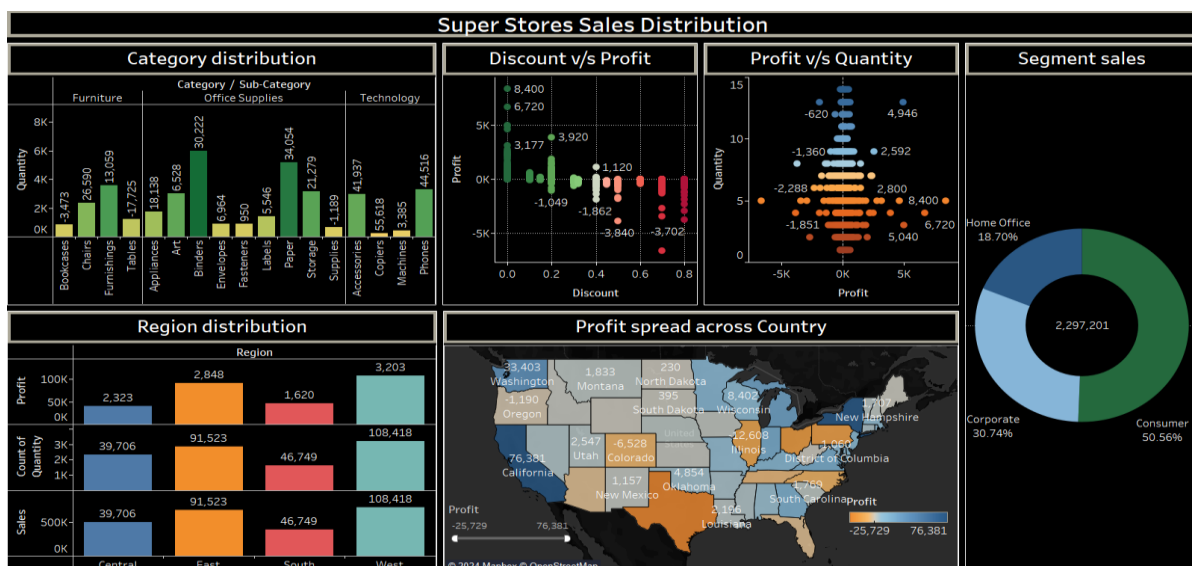 Super Stores Sales Distribution
Category distribution
Category / Sub-Category
Furniture
Office Supplies
Technology
Quantity
8K
6K
4K
2K
0K
-3,473
26,590
13,059
-17,725
18,138
6,528
30,222
6,964
950
5,546
34,054
21,279
-1,189
41,937
55,618
3,385
44,516
Bookcases
Chairs
Furnishings
Tables
Appliances
Art
Binders
Envelopes
Fasteners
Labels
Paper
Storage
Supplies
Accessories
Copiers
Machines
Phones
Discount v/s Profit
Profit
5K
0K
-5K
8,400
6,720
3,177
3,920
-1,049
1,120
-1,862
-3,840
-3,702
0.0
0.2
0.4
0.6
0.8
Discount
Profit v/s Quantity
Quantity
15
10
5
0
-620
4,946
-1,360
2,592
-2,288
2,800
8,400
-1,851
6,720
5,040
-5K
0K
5K
Profit
Segment sales
Home Office
18.70%
2,297,201
Corporate
30.74%
Consumer
50.56%
Region distribution
Region
Profit
100K
50K
0K
2,323
2,848
1,620
3,203
Count of
Quantity
3K
2K
1K
39,706
91,523
46,749
108,418
Sales
500K
0K
39,706
91,523
46,749
108,418
Central
East
South
West
Profit spread across Country
33,403
Washington
1,833
Montana
230
North Dakota
-1,190
Oregon
395
South Dakota
8,402
Wisconsin
1,707
New Hampshire
United
2,547
Utah
-6,528
Colorado
-12,608
Illinois
1,060
District of Columbia
76,381
California
4,854
Oklahoma
1,157
New Mexico
1,769
South Carolina
2,196
Louisiana
Profit
-25,729
76,381
Profit
-25,729
76,381
© 2024 Mapbox © OpenStreetMap